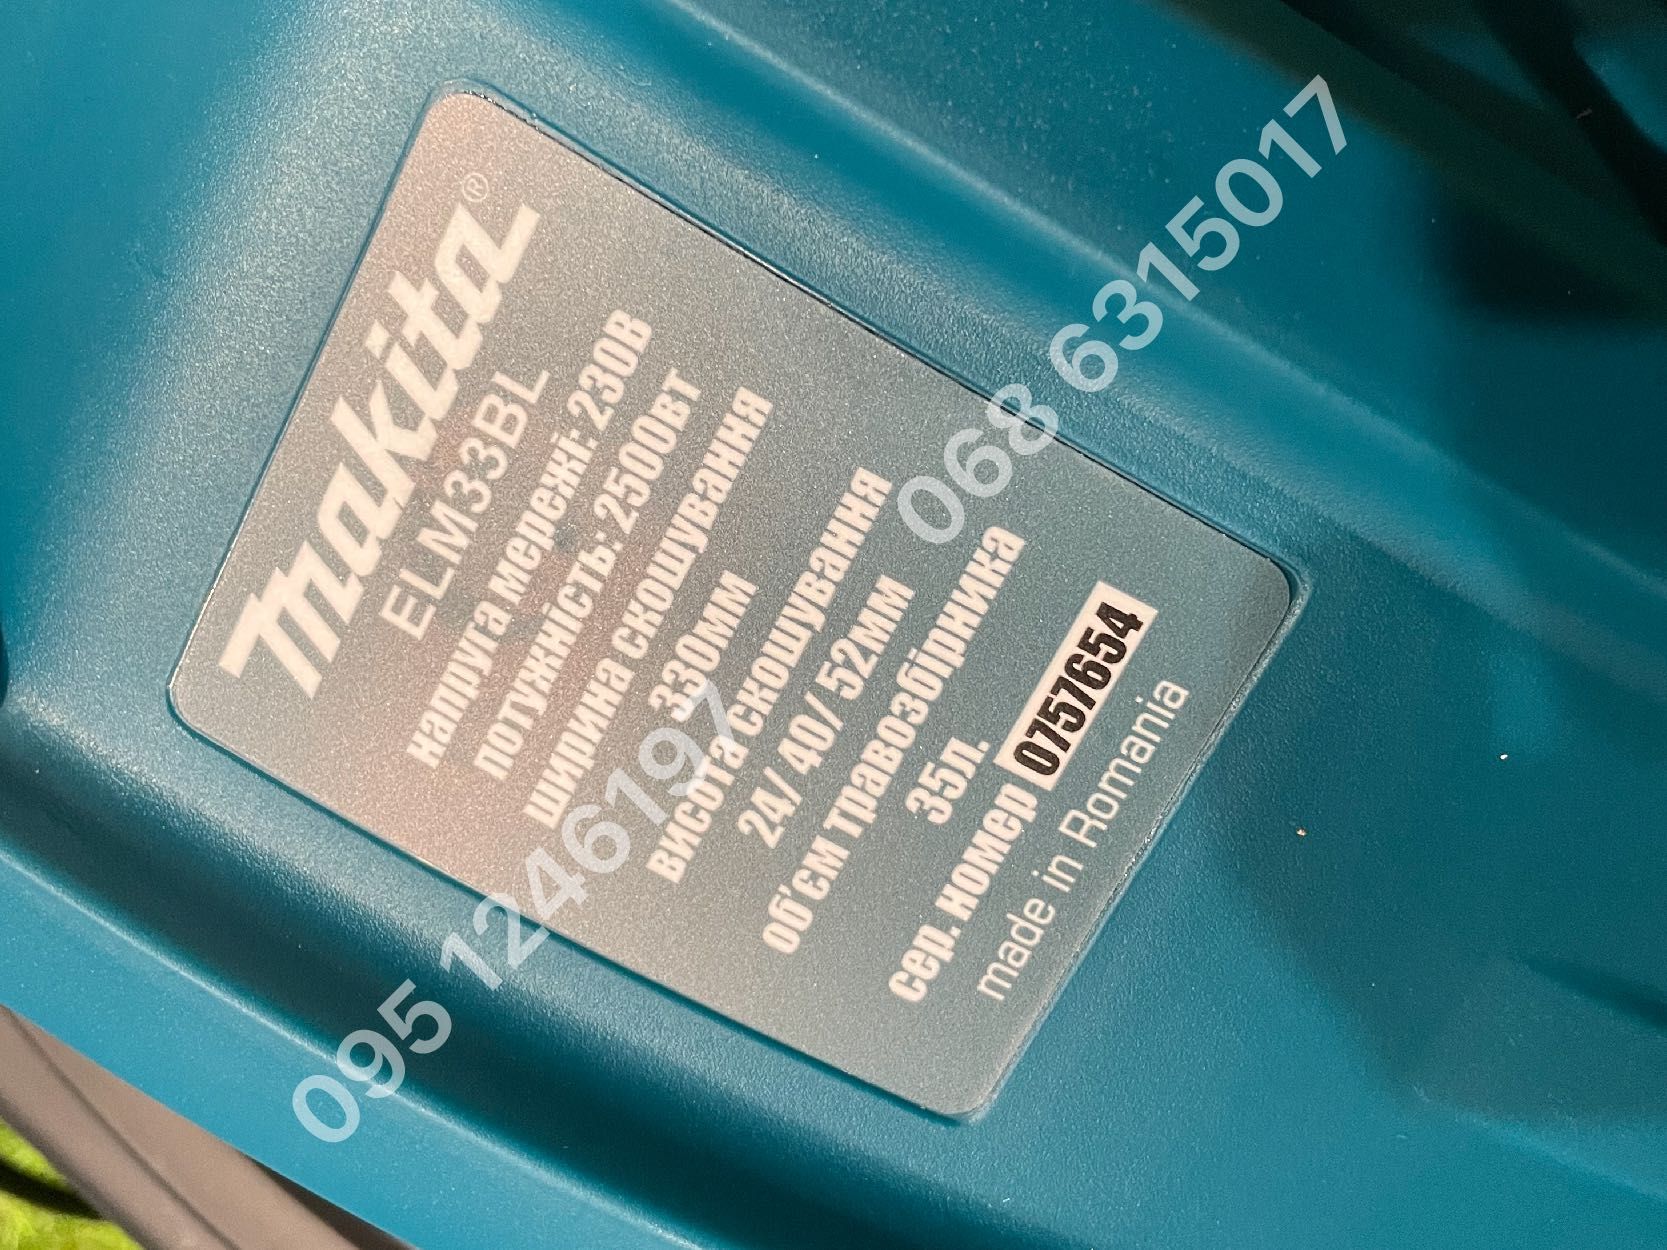 makita®
ELM33BL
напруга мережі: 230В
потужність: 2500вт
ширина скошування
330мм
висота скошування
24/ 40/ 52мм
об'єм травозбірника
35л.
сер. номер 0757654
made in Romania
068 6315017
095 1246197